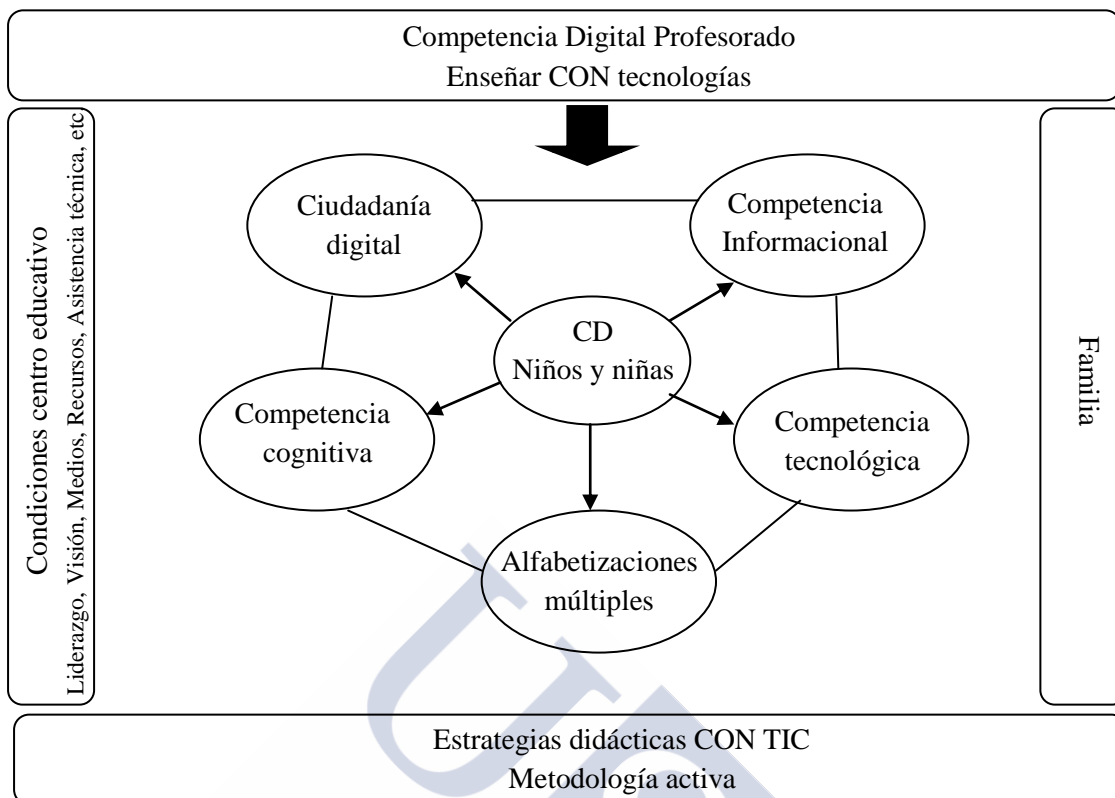 Competencia Digital Profesorado
Enseñar CON tecnologías
Condiciones centro educativo
Liderazgo, Visión, Medios, Recursos, Asistencia técnica, etc
Ciudadanía
digital
Competencia
Informacional
CD
Niños y niñas
Competencia
cognitiva
Competencia
tecnológica
Alfabetizaciones
múltiples
Familia
Estrategias didácticas CON TIC
Metodología activa